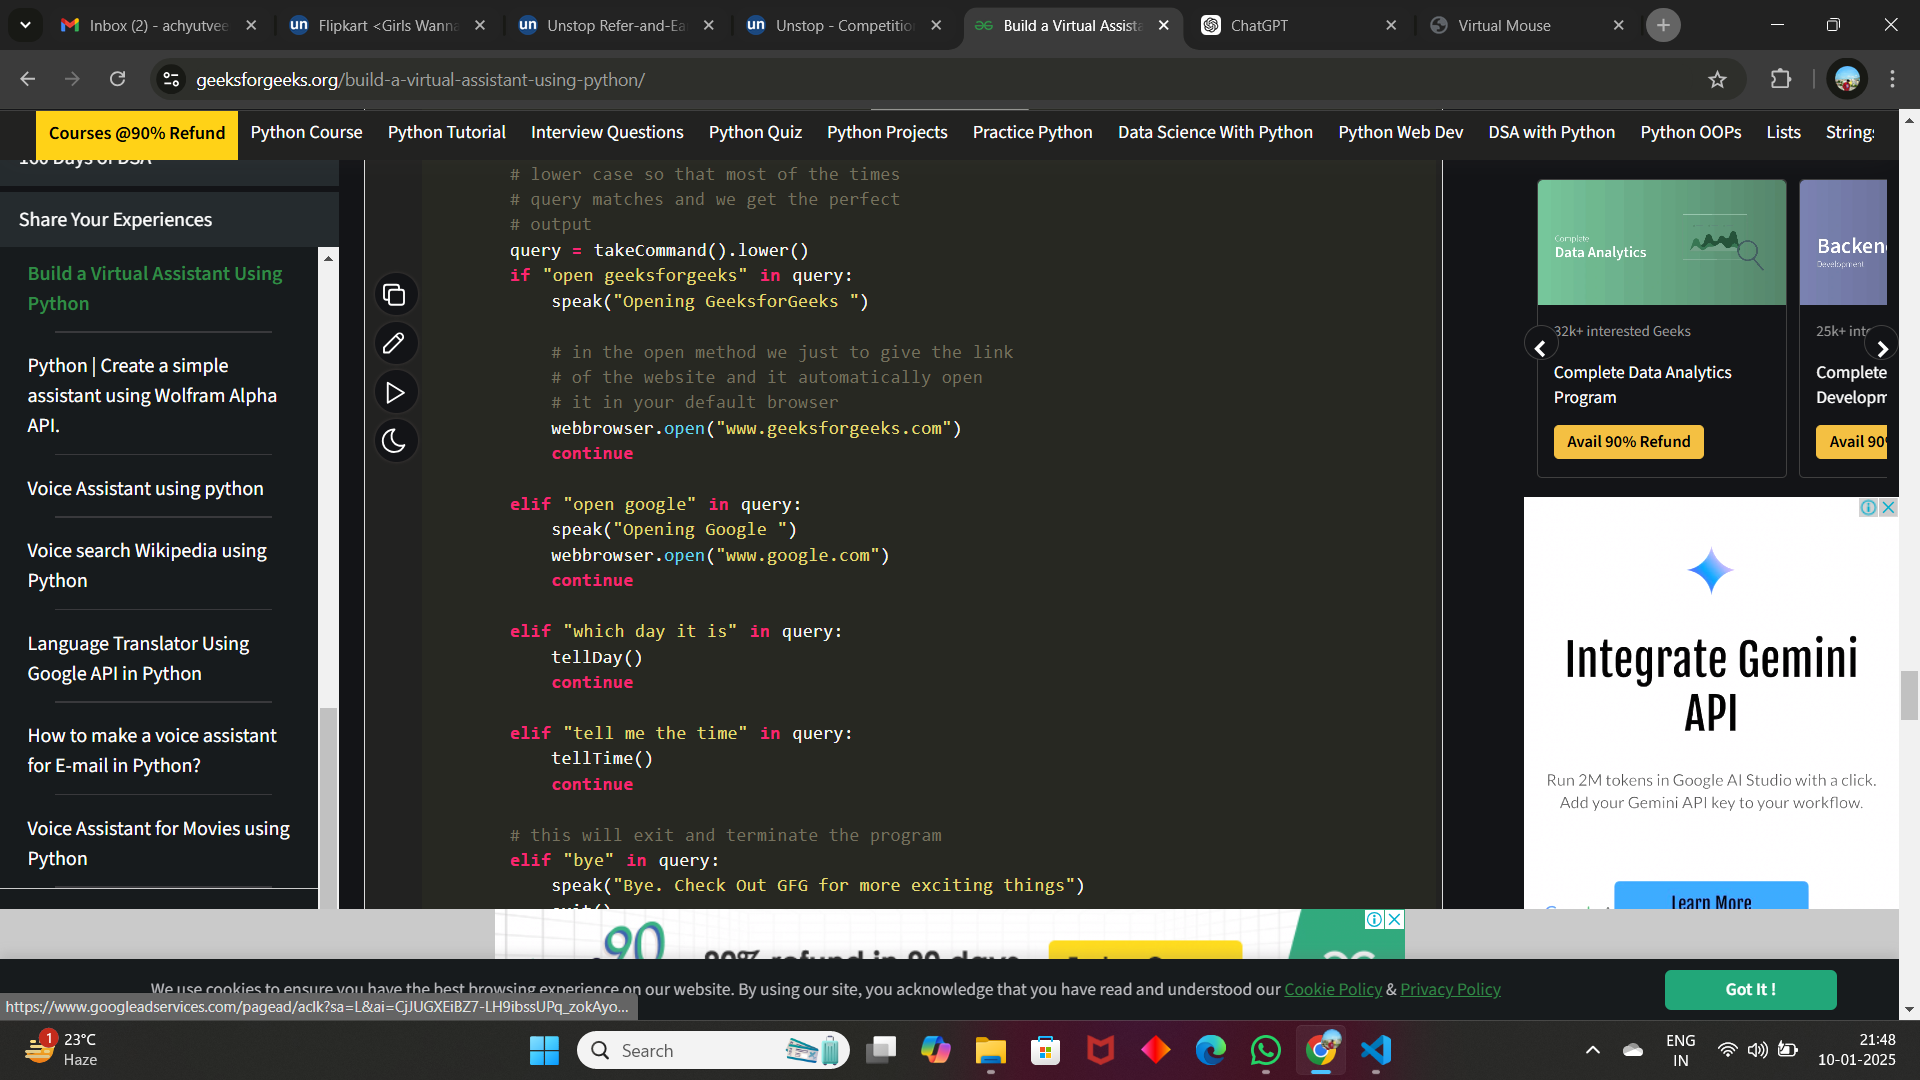 Inbox (2) - achyutvee
Flipkart <Girls Wanna
Unstop Refer-and-Ea
Unstop - Competition
Build a Virtual Assista
ChatGPT
Virtual Mouse
geeksforgeeks.org/build-a-virtual-assistant-using-python/
Courses @90% Refund
Python Course
Python Tutorial
Interview Questions
Python Quiz
Python Projects
Practice Python
Data Science With Python
Python Web Dev
DSA with Python
Python OOPs
Lists
Strings
100 Days of DSA
Share Your Experiences
Build a Virtual Assistant Using
Python
Python | Create a simple
assistant using Wolfram Alpha
API.
Voice Assistant using python
Voice search Wikipedia using
Python
Language Translator Using
Google API in Python
How to make a voice assistant
for E-mail in Python?
Voice Assistant for Movies using
Python
# lower case so that most of the times
# query matches and we get the perfect
# output
query = takeCommand().lower()
if "open geeksforgeeks" in query:
speak("Opening GeeksforGeeks ")
# in the open method we just to give the link
# of the website and it automatically open
# it in your default browser
webbrowser.open("www.geeksforgeeks.com")
continue
elif "open google" in query:
speak("Opening Google ")
webbrowser.open("www.google.com")
continue
elif "which day it is" in query:
tellDay()
continue
elif "tell me the time" in query:
tellTime()
continue
# this will exit and terminate the program
elif "bye" in query:
speak("Bye. Check Out GFG for more exciting things")
exit()
Complete
Data Analytics
Backen
Development
32k+ interested Geeks
25k+ inte
Complete Data Analytics
Program
Complete
Developm
Avail 90% Refund
Avail 90%
Integrate Gemini
API
Run 2M tokens in Google AI Studio with a click.
Add your Gemini API key to your workflow.
Learn More
90
90% refund in 90 days
We use cookies to ensure you have the best browsing experience on our website. By using our site, you acknowledge that you have read and understood our Cookie Policy & Privacy Policy
Got It !
https://www.googleadservices.com/pagead/aclk?sa=L&ai=CjJUGXEiBZ7-LH9ibssUPq_zokAyo...
1
23°C
Haze
Search
ENG
IN
21:48
10-01-2025